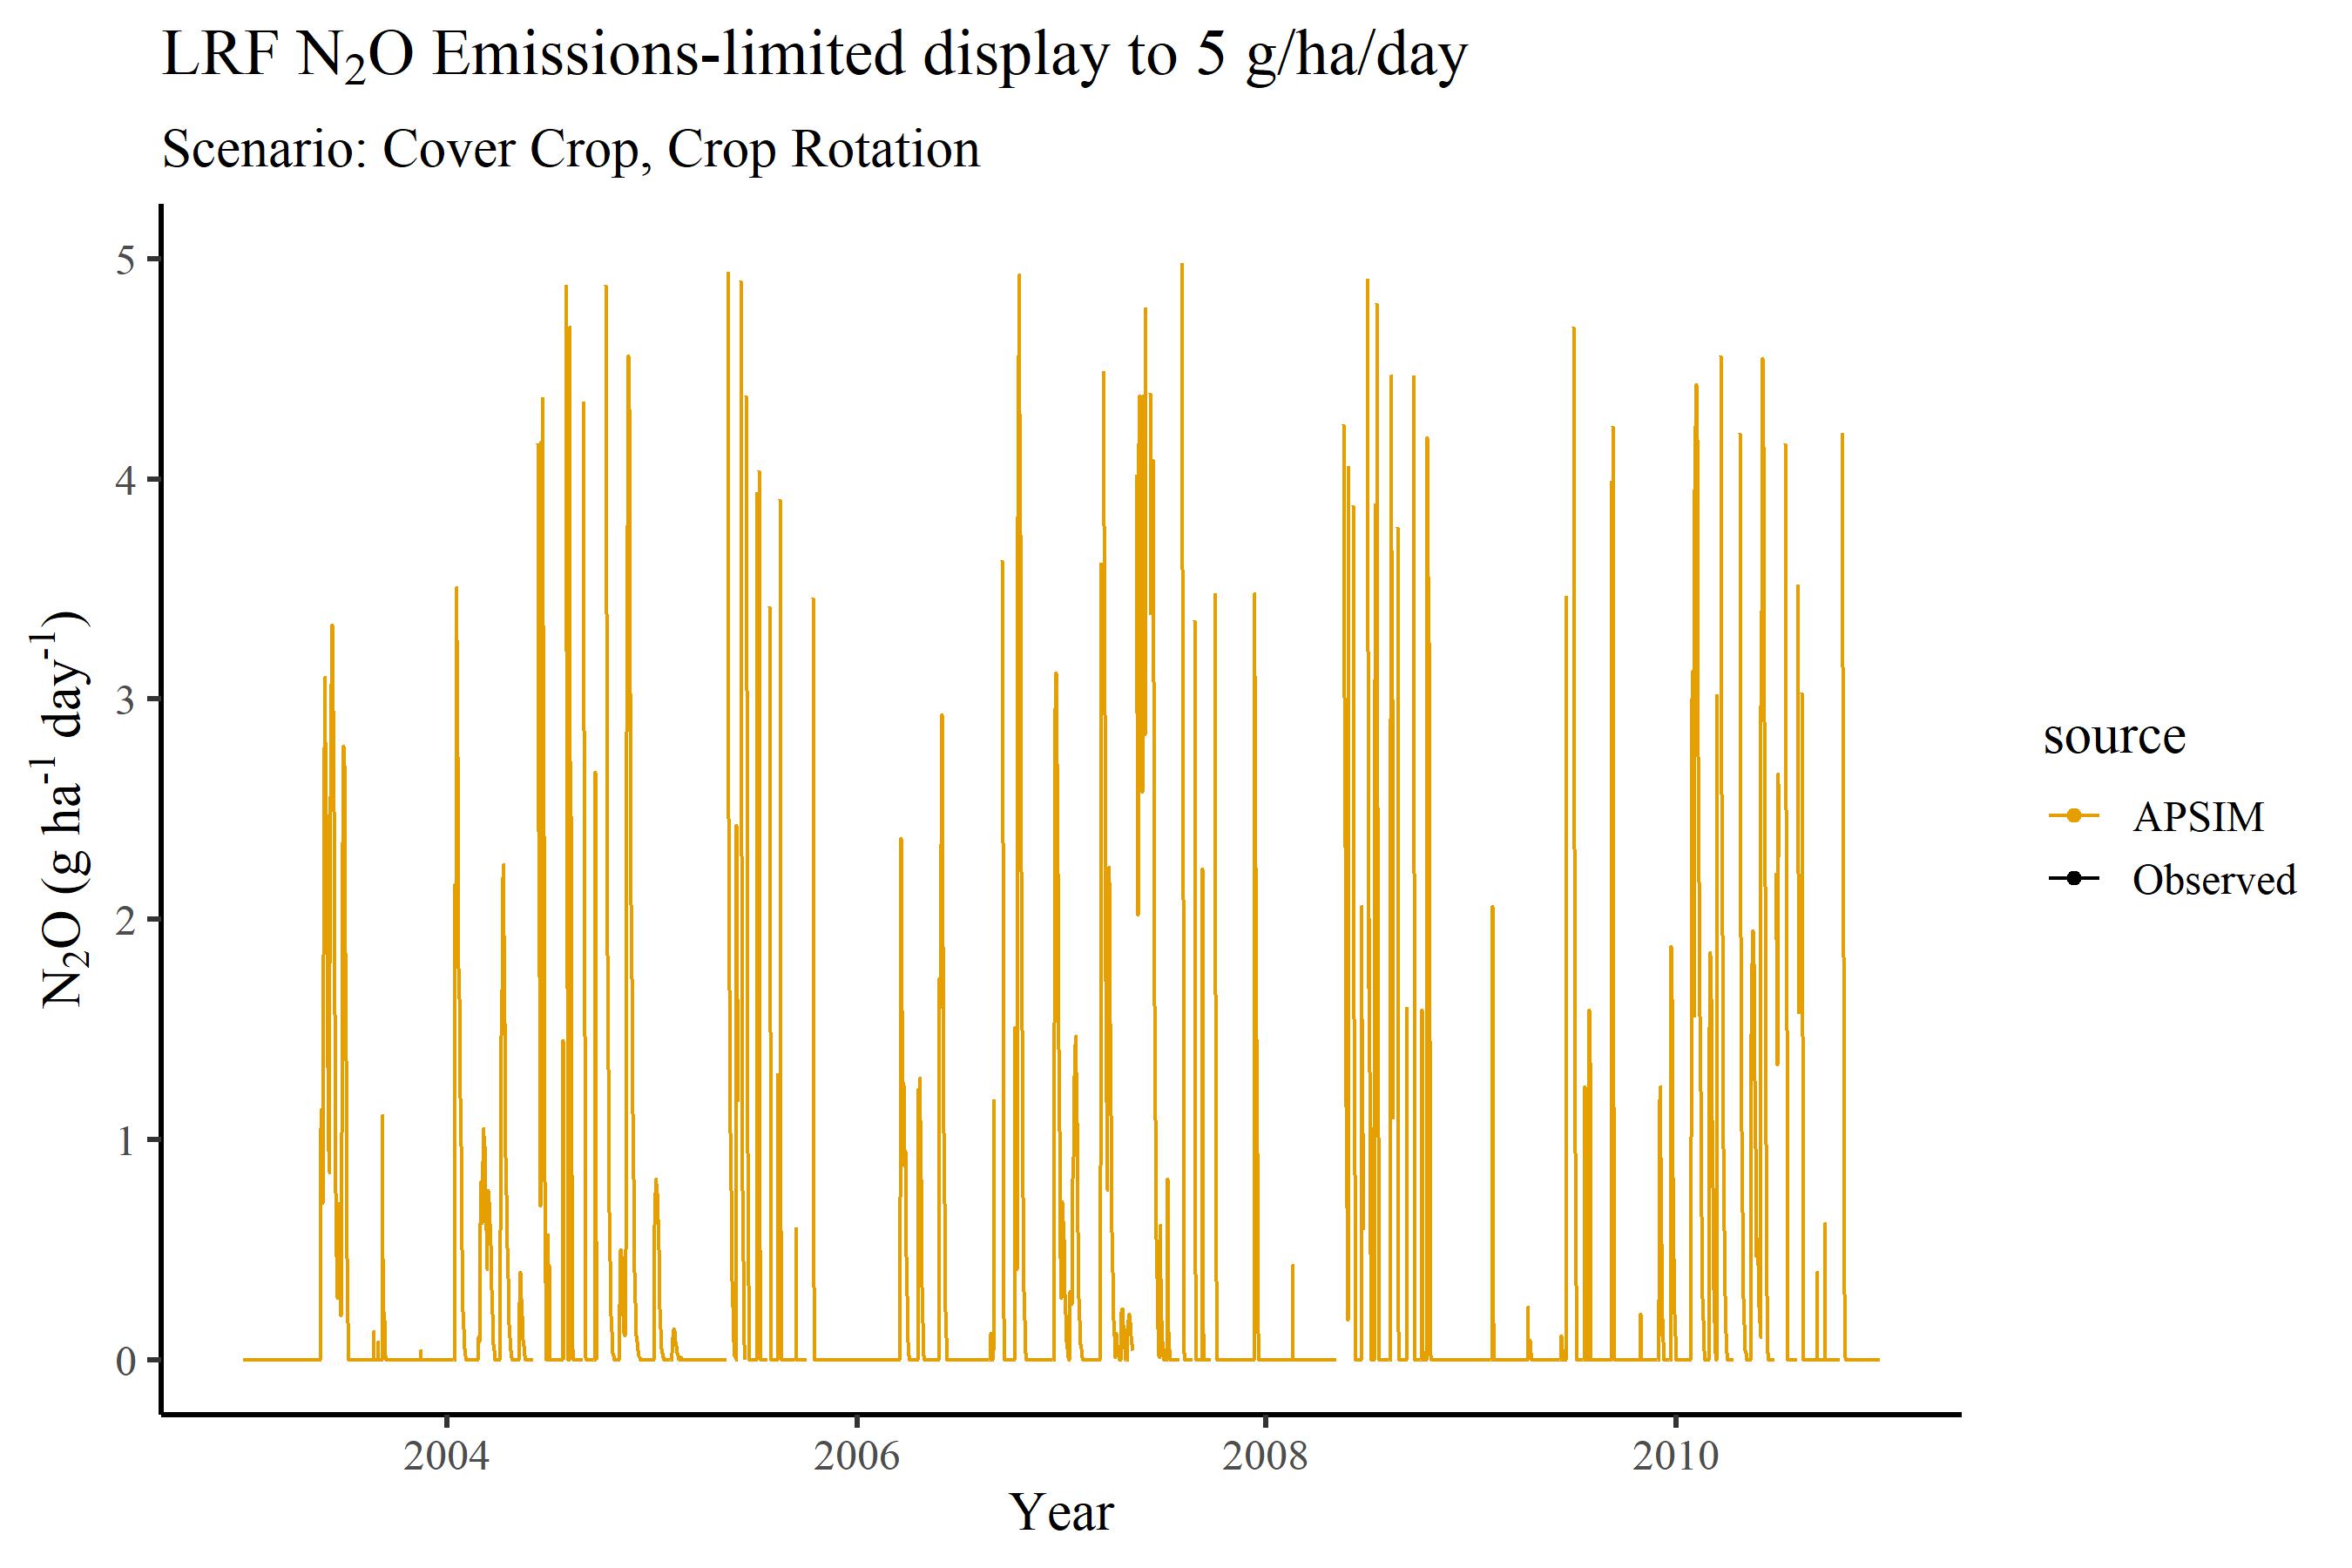 LRF N₂O Emissions-limited display to 5 g/ha/day
Scenario: Cover Crop, Crop Rotation
N₂O (g ha⁻¹ day⁻¹)
5
4
3
2
1
0
2004
2006
2008
2010
Year
source
APSIM
Observed